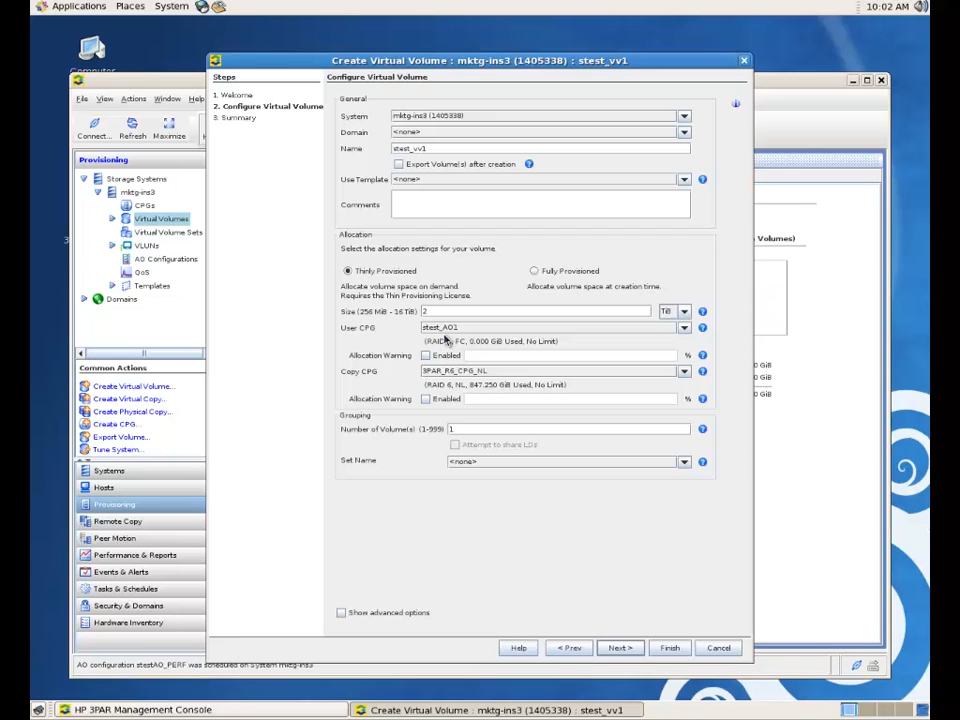 Applications Places System 10:02 AM
Computer
Create Virtual Volume : mktg-ins3 (1405338) : stest_vv1
File View Actions Window Help
Connect... Refresh Maximize
Provisioning
Storage Systems
mktg-ins3
CPGs
Virtual Volumes
Virtual Volume Sets
VLUNs
AO Configurations
QoS
Templates
Domains
Common Actions
Create Virtual Volume...
Create Virtual Copy...
Create Physical Copy...
Create CPG...
Export Volume...
Tune System...
Systems
Hosts
Provisioning
Remote Copy
Peer Motion
Performance & Reports
Events & Alerts
Tasks & Schedules
Security & Domains
Hardware Inventory
AO configuration stestAO_PERF was scheduled on System mktg-ins3
Steps
1. Welcome
2. Configure Virtual Volume
3. Summary
Configure Virtual Volume
General
System mktg-ins3 (1405338)
Domain <none>
Name stest_vv1
Export Volume(s) after creation
Use Template <none>
Comments
Allocation
Select the allocation settings for your volume.
Thinly Provisioned Fully Provisioned
Allocate volume space on demand. Allocate volume space at creation time.
Requires the Thin Provisioning License.
Size (256 MiB - 16 TiB) 2 TiB
User CPG stest_AO1
FC, 0.000 GiB Used, No Limit)
Allocation Warning Enabled %
Copy CPG 3PAR_R6_CPG_NL
(RAID 6, NL, 847.250 GiB Used, No Limit)
Allocation Warning Enabled %
Grouping
Number of Volume(s) (1-999) 1
Attempt to share LDs
Set Name <none>
Show advanced options
Help < Prev Next > Finish Cancel
Volumes)
GiB
GiB
GiB
HP 3PAR Management Console
Create Virtual Volume : mktg-ins3 (1405338) : stest_vv1